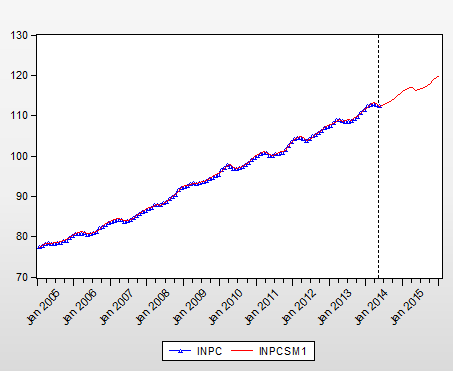 130
120
110
100
90
80
70
Jan 2005
Jan 2006
Jan 2007
Jan 2008
Jan 2009
Jan 2010
Jan 2011
Jan 2012
Jan 2013
Jan 2014
Jan 2015
INPC
INPCSM1